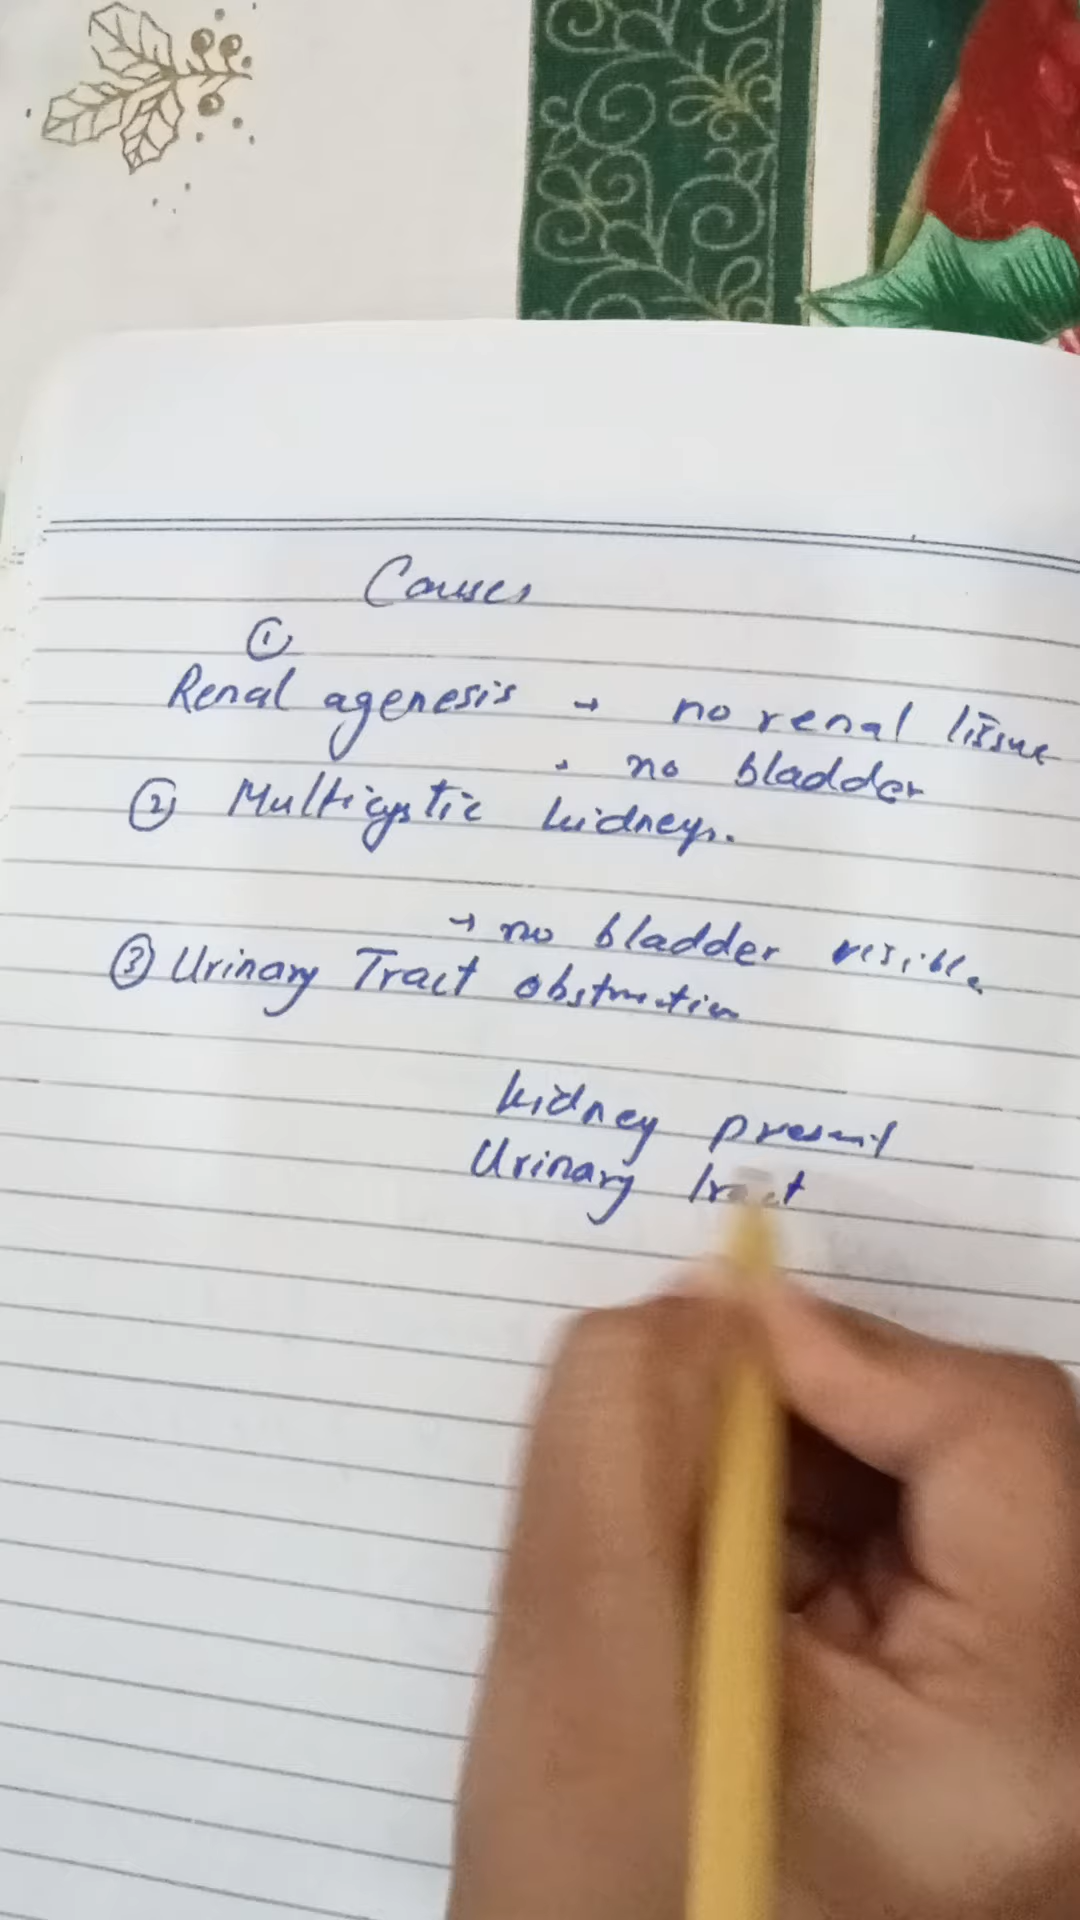 Causes
①
Renal agenesis → no renal tissue
. no bladder
② Multicystic kidneys.
→ no bladder visible
③ Urinary Tract obstruction
kidney present
Urinary tract